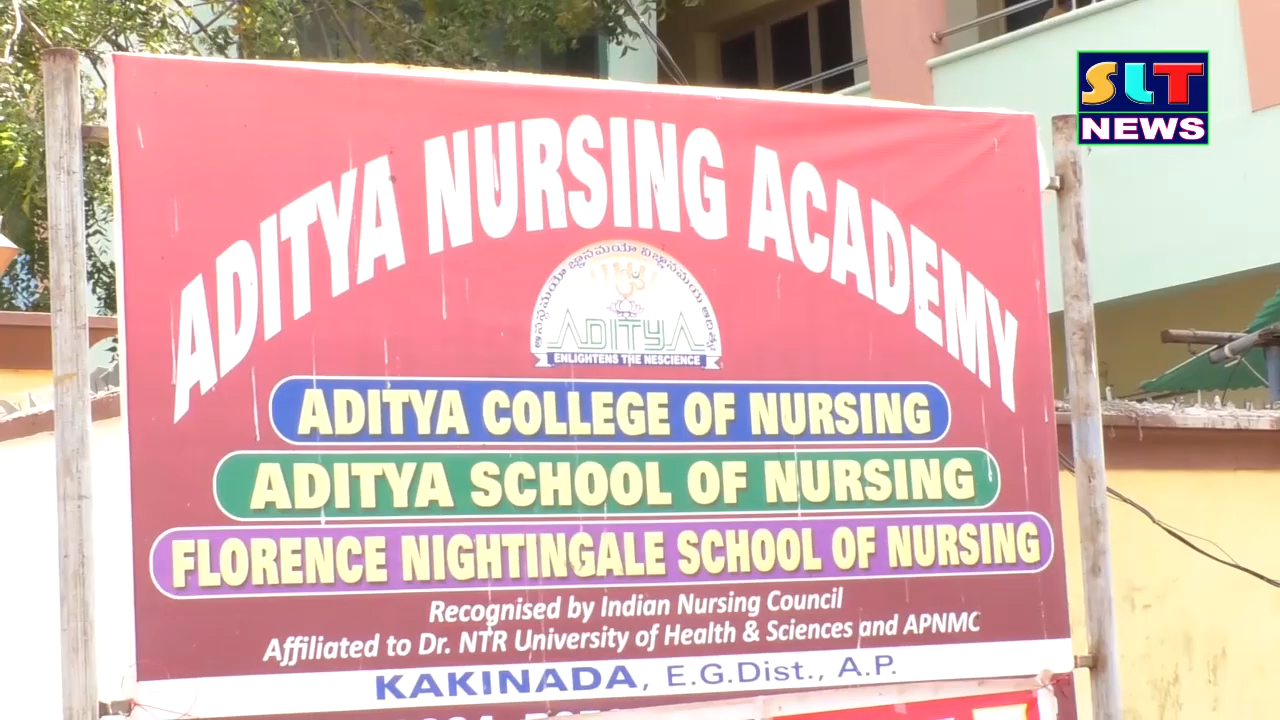 SLT
NEWS
ADITYA NURSING ACADEMY
ADITYA
ENLIGHTENS THE NESCIENCE
ADITYA COLLEGE OF NURSING
ADITYA SCHOOL OF NURSING
FLORENCE NIGHTINGALE SCHOOL OF NURSING
Recognised by Indian Nursing Council
Affiliated to Dr. NTR University of Health & Sciences and APNMC
KAKINADA, E.G.Dist., A.P.